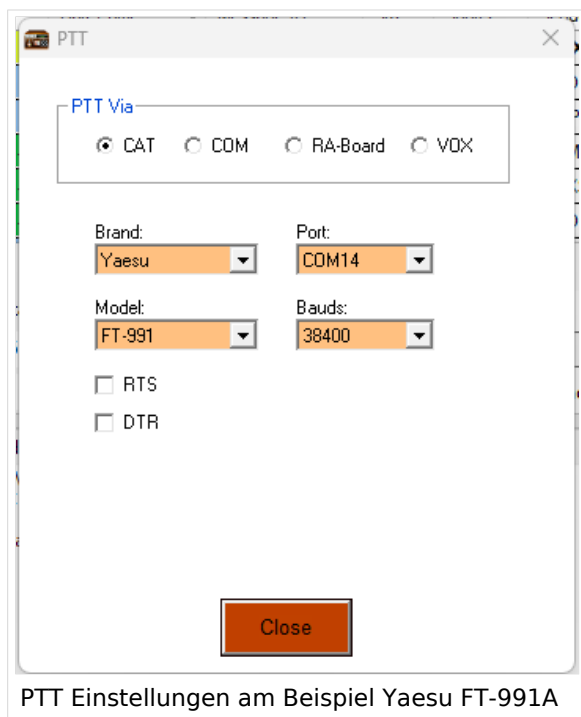 PTT
PTT Via
CAT COM RA-Board VOX
Brand: Port:
Yaesu COM14
Model: Bauds:
FT-991 38400
RTS
DTR
Close
PTT Einstellungen am Beispiel Yaesu FT-991A